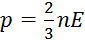 p = 2/3 nE